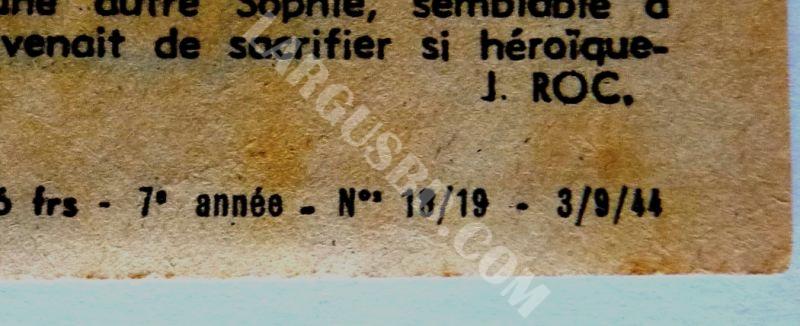 autre Sophie, semblable à
venait de sacrifier si héroïque-
J. ROC.
6 frs - 7e année - Nos 18/19 - 3/9/44
LARGUSBD.COM